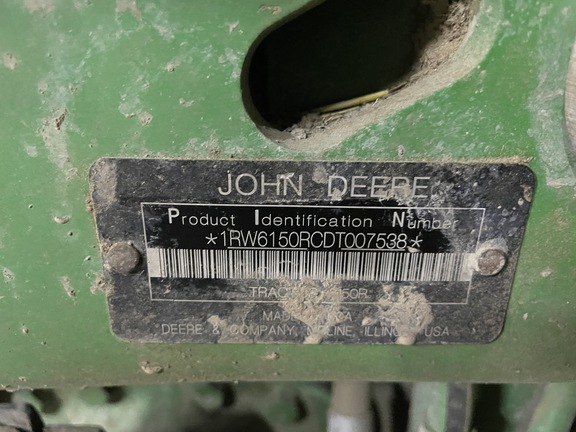 JOHN DEERE
Product Identification Number
*1RW6150RCDT007538*
DEERE & COMPANY, MOLINE, ILLINOIS, USA